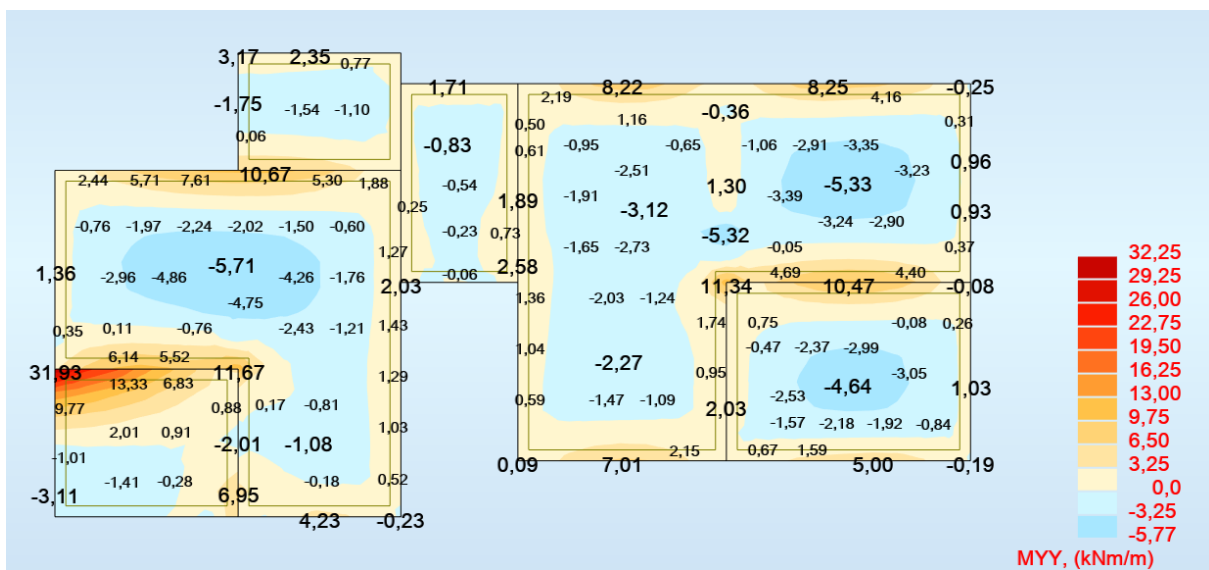 3,17 2,35 0,77
1,71 8,22 8,25 -0,25
-1,75 -1,54 -1,10 2,19 -0,36 4,16
0,06 0,50 1,16 0,31
-0,83 0,61 -0,95 -0,65 -1,06 -2,91 -3,35
10,67 -2,51 -3,23 0,96
2,44 5,71 7,61 5,30 1,88 -0,54 -1,91 1,30 -3,39 -5,33
0,25 1,89 -3,12 0,93
-0,76 -1,97 -2,24 -2,02 -1,50 -0,60 -0,23 0,73 -5,32 -3,24 -2,90
1,27 -1,65 -2,73 -0,05 0,37
1,36 -2,96 -4,86 -5,71 -4,26 -1,76 -0,06 2,58 4,69 4,40
2,03 11,34 10,47 -0,08
-4,75 1,36 -2,03 -1,24
0,35 0,11 -0,76 -2,43 -1,21 1,43 1,74 0,75 -0,08 0,26
6,14 5,52 1,04 -0,47 -2,37 -2,99
31,93 11,67 1,29 -2,27 0,95 -3,05
13,33 6,83 -4,64 1,03
9,77 0,88 0,17 -0,81 0,59 -1,47 -1,09 2,03 -2,53
2,01 0,91 1,03 -1,57 -2,18 -1,92 -0,84
-2,01 -1,08 2,15 0,67 1,59
-1,01 0,09 7,01 5,00 -0,19
-1,41 -0,28 -0,18 0,52
-3,11 6,95
4,23 -0,23
32,25
29,25
26,00
22,75
19,50
16,25
13,00
9,75
6,50
3,25
0,0
-3,25
-5,77
MYY, (kNm/m)